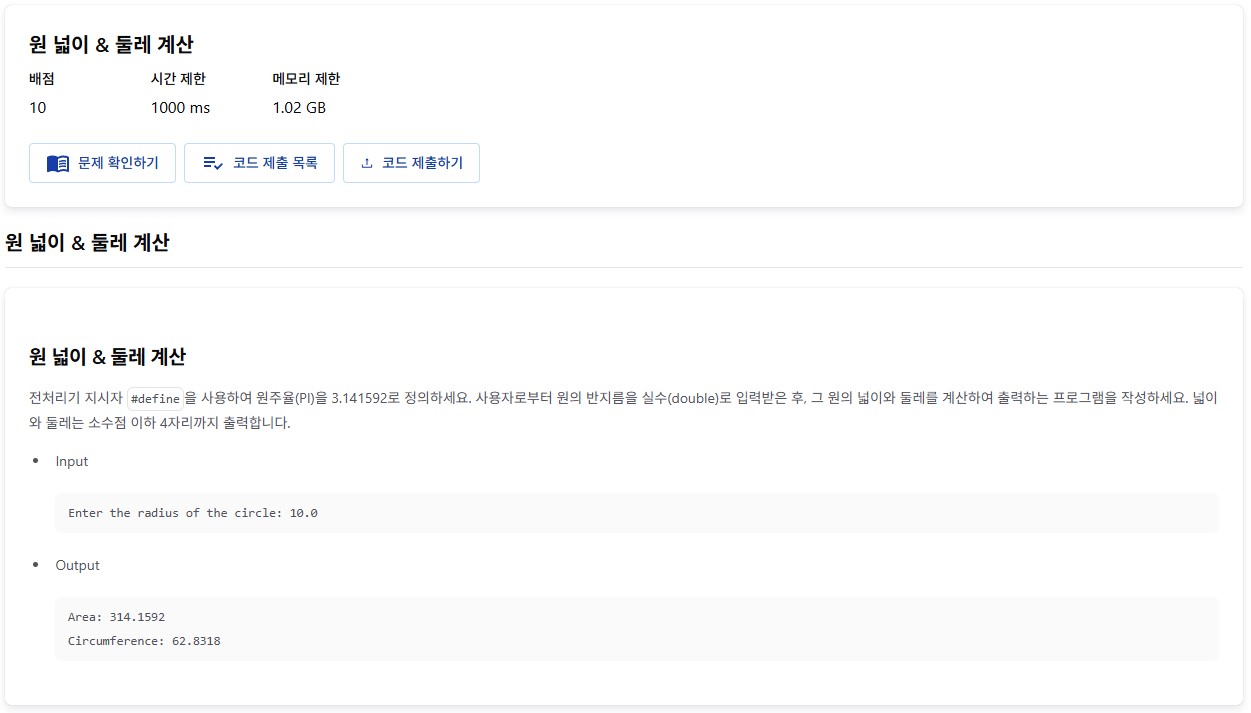 원 넓이 & 둘레 계산
배점 시간 제한 메모리 제한
10 1000 ms 1.02 GB
문제 확인하기 코드 제출 목록 코드 제출하기
원 넓이 & 둘레 계산
원 넓이 & 둘레 계산
전처리기 지시자 #define 을 사용하여 원주율(PI)을 3.141592로 정의하세요. 사용자로부터 원의 반지름을 실수(double)로 입력받은 후, 그 원의 넓이와 둘레를 계산하여 출력하는 프로그램을 작성하세요. 넓이
와 둘레는 소수점 이하 4자리까지 출력합니다.
• Input
Enter the radius of the circle: 10.0
• Output
Area: 314.1592
Circumference: 62.8318